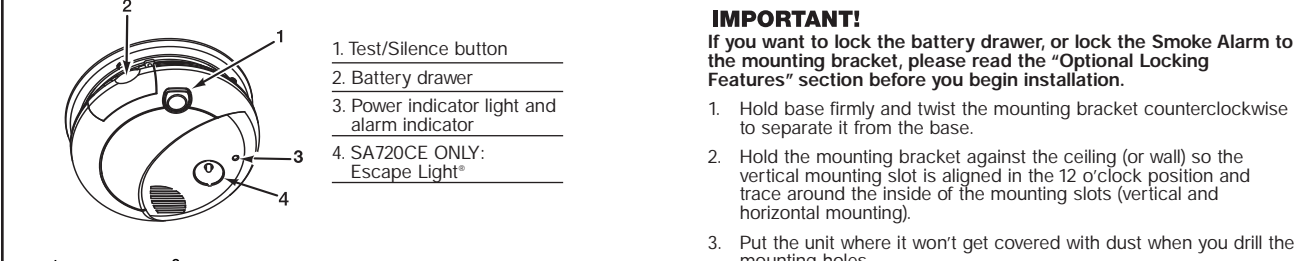 2
1
3
4
1. Test/Silence button
2. Battery drawer
3. Power indicator light and
alarm indicator
4. SA720CE ONLY:
Escape Light®
IMPORTANT!
If you want to lock the battery drawer, or lock the Smoke Alarm to
the mounting bracket, please read the “Optional Locking
Features” section before you begin installation.
1. Hold base firmly and twist the mounting bracket counterclockwise
to separate it from the base.
2. Hold the mounting bracket against the ceiling (or wall) so the
vertical mounting slot is aligned in the 12 o’clock position and
trace around the inside of the mounting slots (vertical and
horizontal mounting).
3. Put the unit where it won’t get covered with dust when you drill the
mounting holes